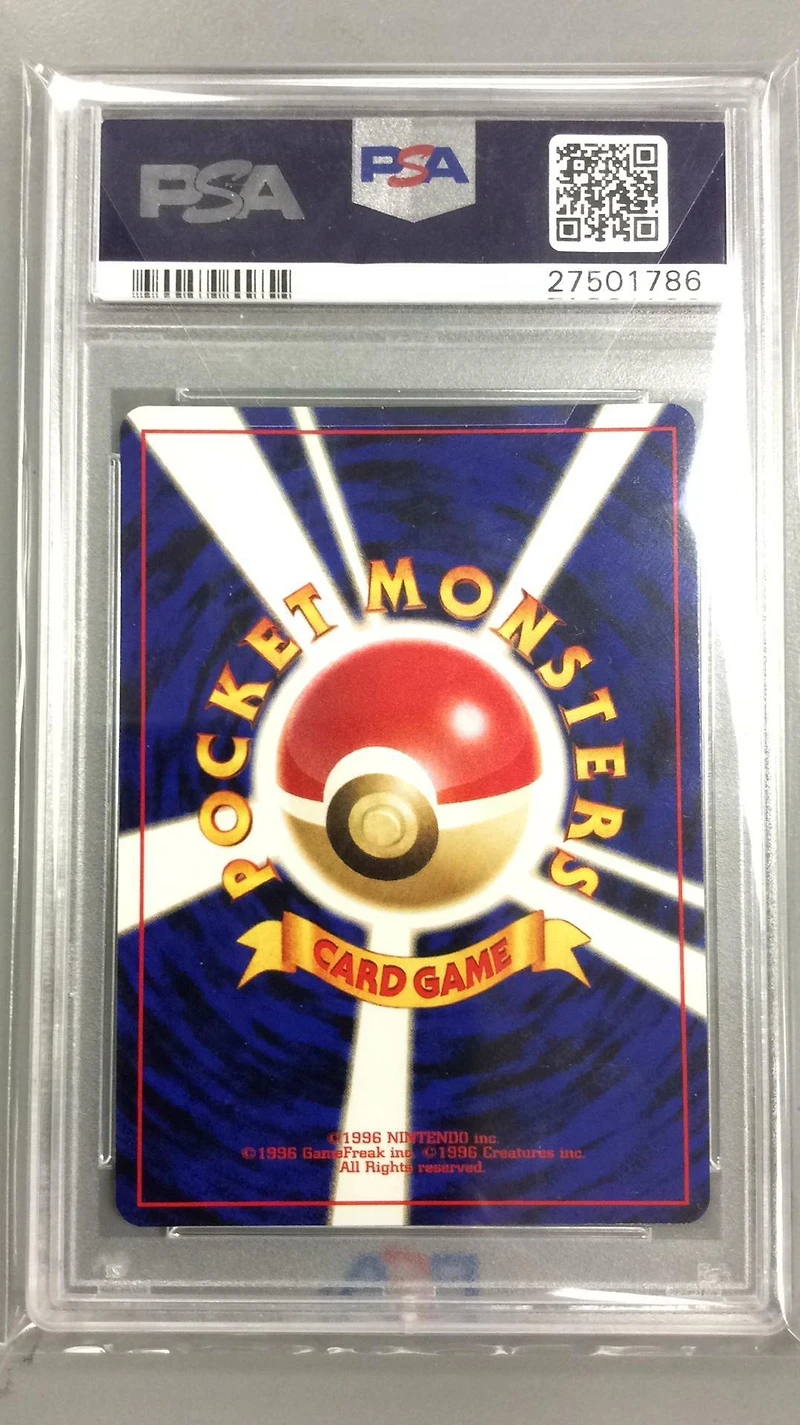 PSA
PSA
27501786
POCKET MONSTERS
CARD GAME
©1996 NINTENDO inc.
©1996 GameFreak inc. ©1996 Creatures inc.
All Rights reserved.